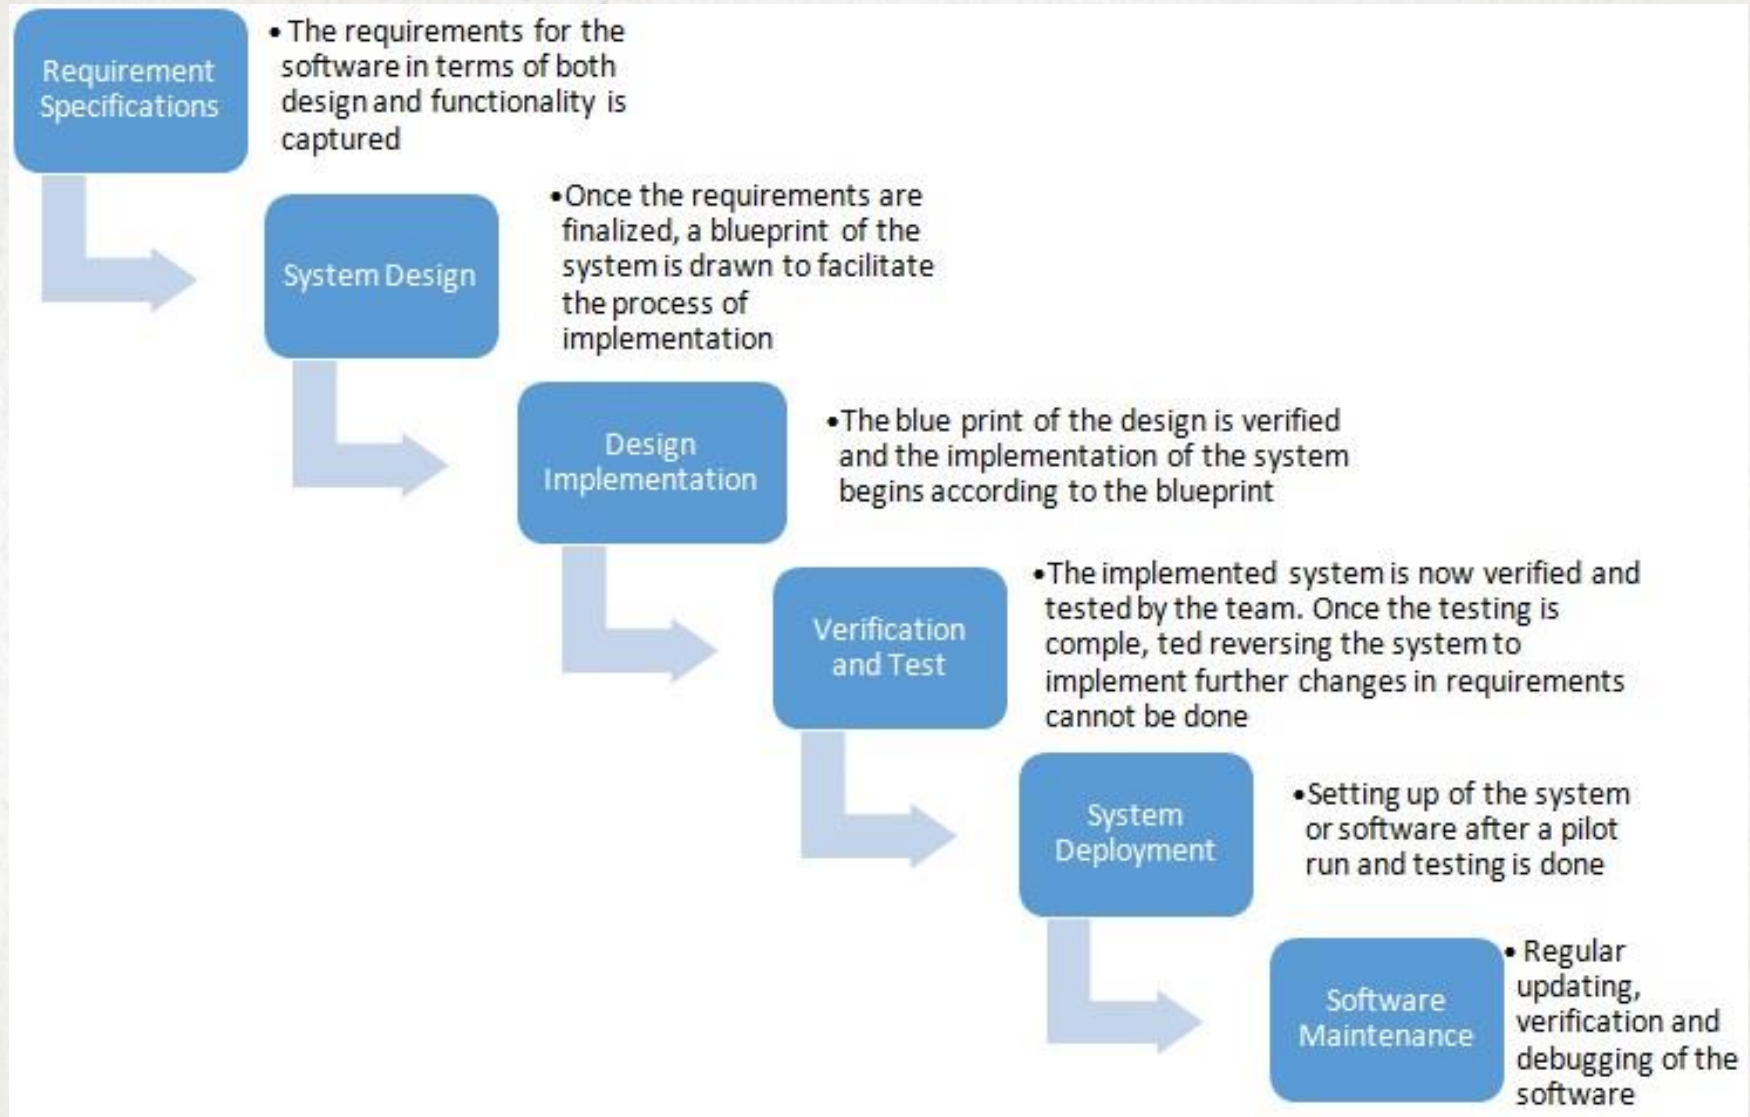 Requirement
Specifications
• The requirements for the
software in terms of both
design and functionality is
captured
System Design
•Once the requirements are
finalized, a blueprint of the
system is drawn to facilitate
the process of
implementation
Design
Implementation
•The blue print of the design is verified
and the implementation of the system
begins according to the blueprint
Verification
and Test
•The implemented system is now verified and
tested by the team. Once the testing is
comple, ted reversing the system to
implement further changes in requirements
cannot be done
System
Deployment
•Setting up of the system
or software after a pilot
run and testing is done
Software
Maintenance
• Regular
updating,
verification and
debugging of the
software